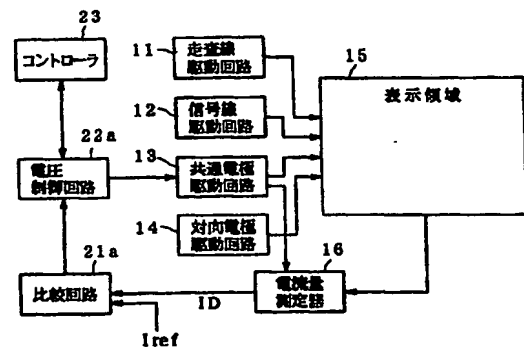 23
コントローラ
22a
電圧
制御回路
21a
比較回路
Iref
ID
11
走査線
駆動回路
12
信号線
駆動回路
13
共通電極
駆動回路
14
対向電極
駆動回路
15
表示領域
16
電流量
測定器